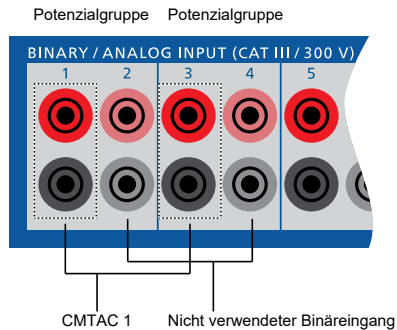 Potenzialgruppe Potenzialgruppe
BINARY / ANALOG INPUT (CAT III / 300 V)
1 2 3 4 5
CMTAC 1 Nicht verwendeter Binäreingang